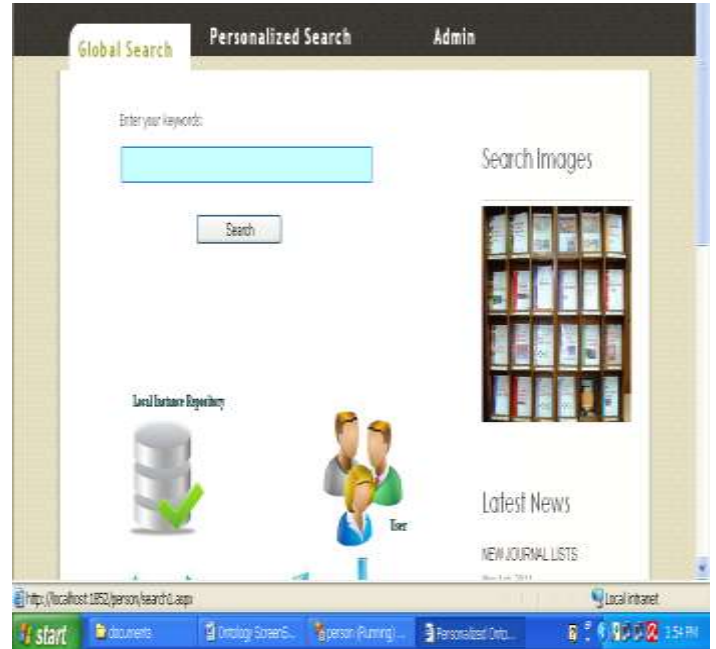 Global Search
Personalized Search
Admin
Enter your keywords:
Search
Search Images
Local Instance Repository
User
Latest News
NEW JOURNAL LISTS
http://localhost:1852/person/search1.aspx
Local intranet
start
documents
Ontology ScreenS...
person (Running) ...
Personalized Onto...
3:54 PM